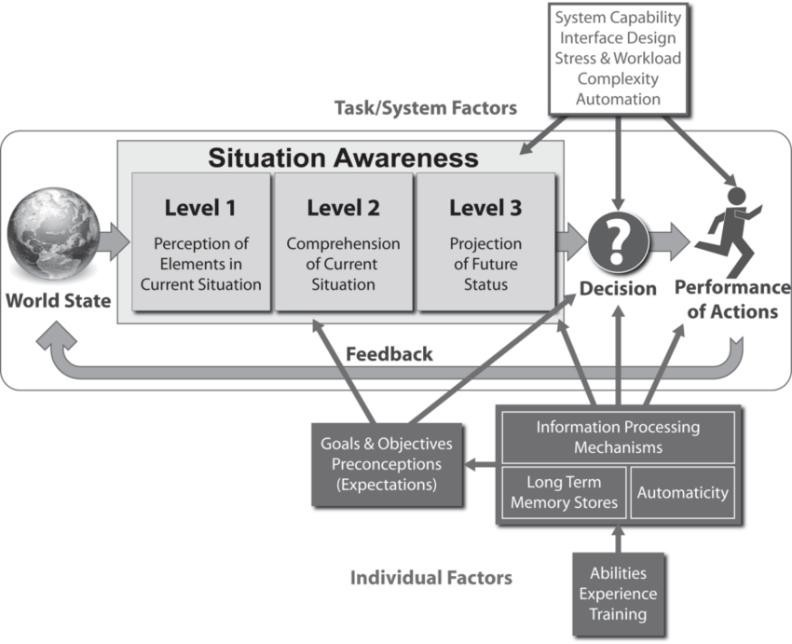 System Capability
Interface Design
Stress & Workload
Complexity
Automation
Task/System Factors
Situation Awareness
Level 1
Perception of
Elements in
Current Situation
Level 2
Comprehension
of Current
Situation
Level 3
Projection
of Future
Status
World State
?
Decision
Performance
of Actions
Feedback
Goals & Objectives
Preconceptions
(Expectations)
Information Processing
Mechanisms
Long Term
Memory Stores
Automaticity
Individual Factors
Abilities
Experience
Training